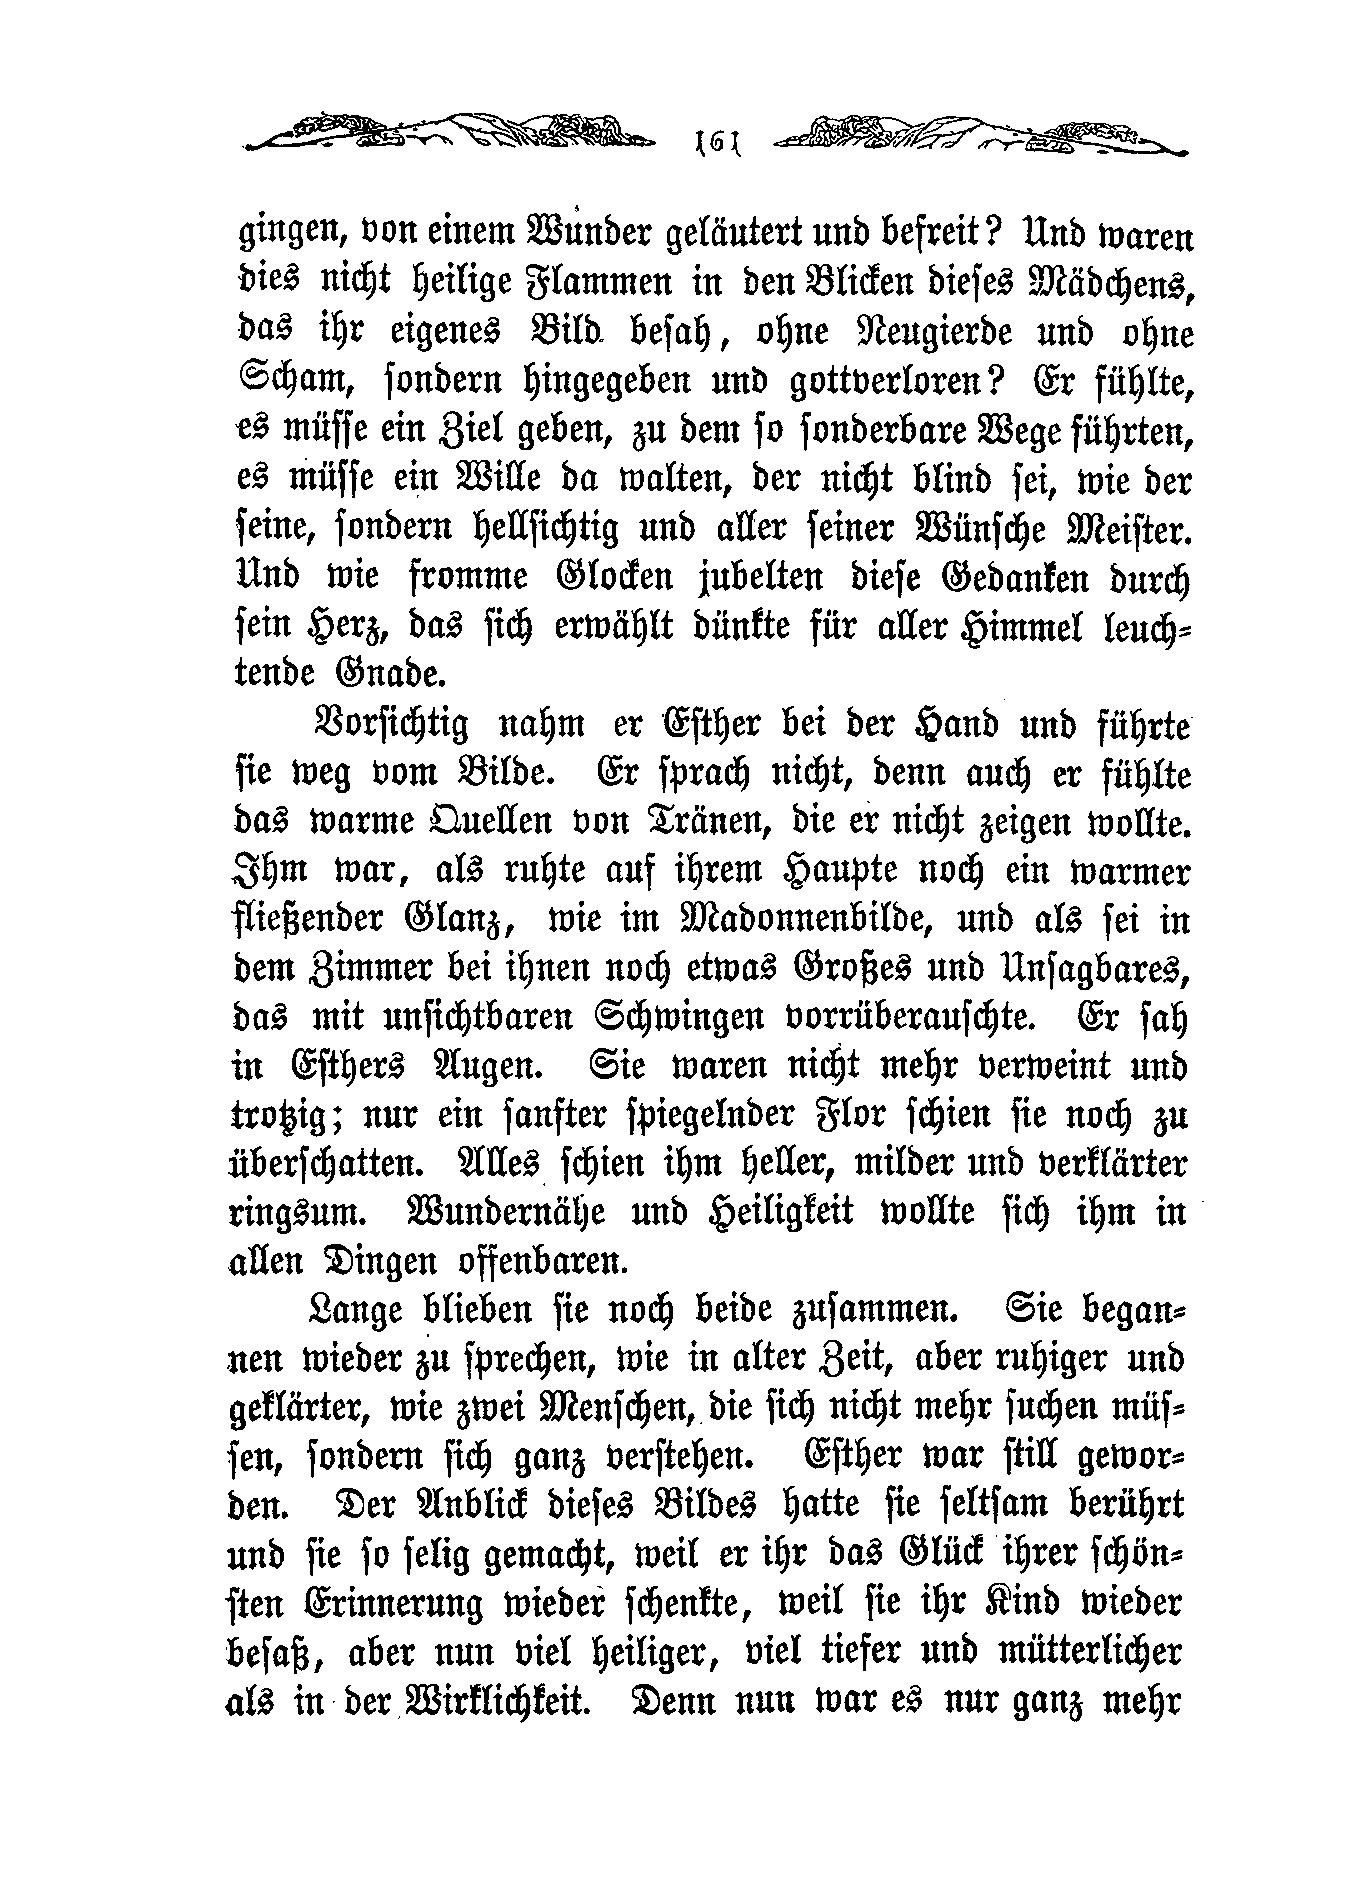 161
gingen, von einem Wunder geläutert und befreit? Und waren
dies nicht heilige Flammen in den Blicken dieses Mädchens,
das ihr eigenes Bild besah, ohne Neugierde und ohne
Scham, sondern hingegeben und gottverloren? Er fühlte,
es müsse ein Ziel geben, zu dem so sonderbare Wege führten,
es müsse ein Wille da walten, der nicht blind sei, wie der
seine, sondern hellsichtig und aller seiner Wünsche Meister.
Und wie fromme Glocken jubelten diese Gedanken durch
sein Herz, das sich erwählt dünkte für aller Himmel leuch-
tende Gnade.
Vorsichtig nahm er Esther bei der Hand und führte
sie weg vom Bilde. Er sprach nicht, denn auch er fühlte
das warme Quellen von Tränen, die er nicht zeigen wollte.
Ihm war, als ruhte auf ihrem Haupte noch ein warmer
fließender Glanz, wie im Madonnenbilde, und als sei in
dem Zimmer bei ihnen noch etwas Großes und Unsagbares,
das mit unsichtbaren Schwingen vorrüberauschte. Er sah
in Esthers Augen. Sie waren nicht mehr verweint und
trotzig; nur ein sanfter spiegelnder Flor schien sie noch zu
überschatten. Alles schien ihm heller, milder und verklärter
ringsum. Wundernähe und Heiligkeit wollte sich ihm in
allen Dingen offenbaren.
Lange blieben sie noch beide zusammen. Sie began-
nen wieder zu sprechen, wie in alter Zeit, aber ruhiger und
geklärter, wie zwei Menschen, die sich nicht mehr suchen müs-
sen, sondern sich ganz verstehen. Esther war still gewor-
den. Der Anblick dieses Bildes hatte sie seltsam berührt
und sie so selig gemacht, weil er ihr das Glück ihrer schön-
sten Erinnerung wieder schenkte, weil sie ihr Kind wieder
besaß, aber nun viel heiliger, viel tiefer und mütterlicher
als in der Wirklichkeit. Denn nun war es nur ganz mehr